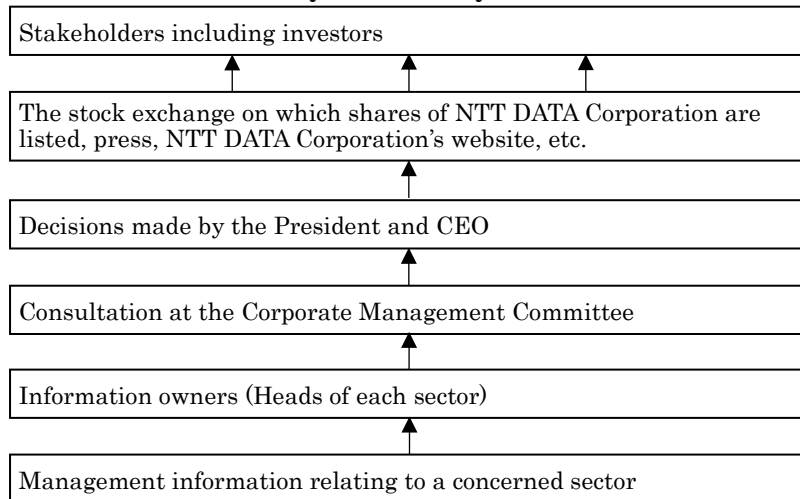 Stakeholders including investors
The stock exchange on which shares of NTT DATA Corporation are
listed, press, NTT DATA Corporation's website, etc.
Decisions made by the President and CEO
Consultation at the Corporate Management Committee
Information owners (Heads of each sector)
Management information relating to a concerned sector